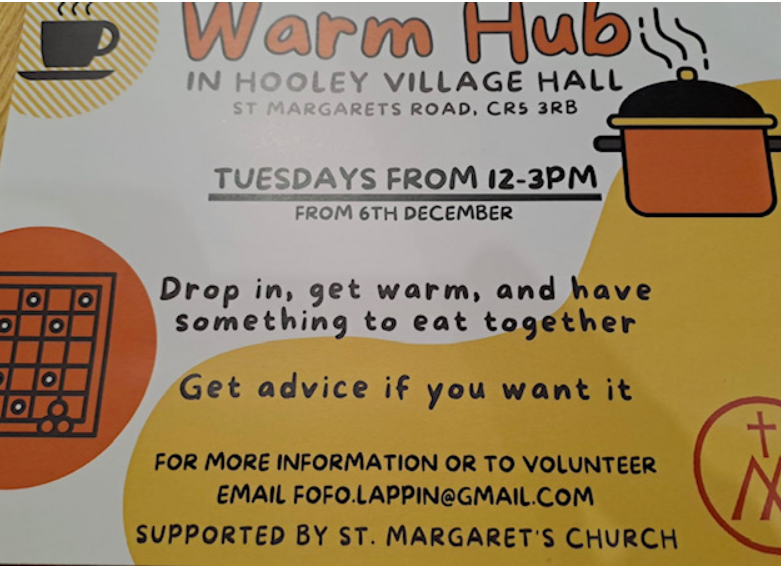 Warm Hub
IN HOOLEY VILLAGE HALL
ST MARGARETS ROAD, CR5 3RB
TUESDAYS FROM 12-3PM
FROM 6TH DECEMBER
Drop in, get warm, and have
something to eat together
Get advice if you want it
FOR MORE INFORMATION OR TO VOLUNTEER
EMAIL FOFO.LAPPIN@GMAIL.COM
SUPPORTED BY ST. MARGARET'S CHURCH